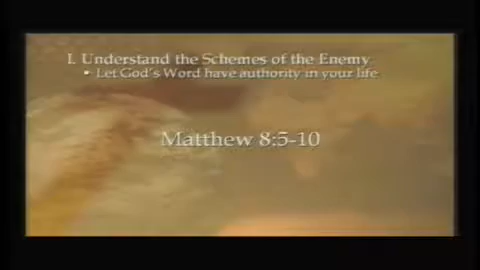 I. Understand the Schemes of the Enemy
• Let God's Word have authority in your life
Matthew 8:5-10